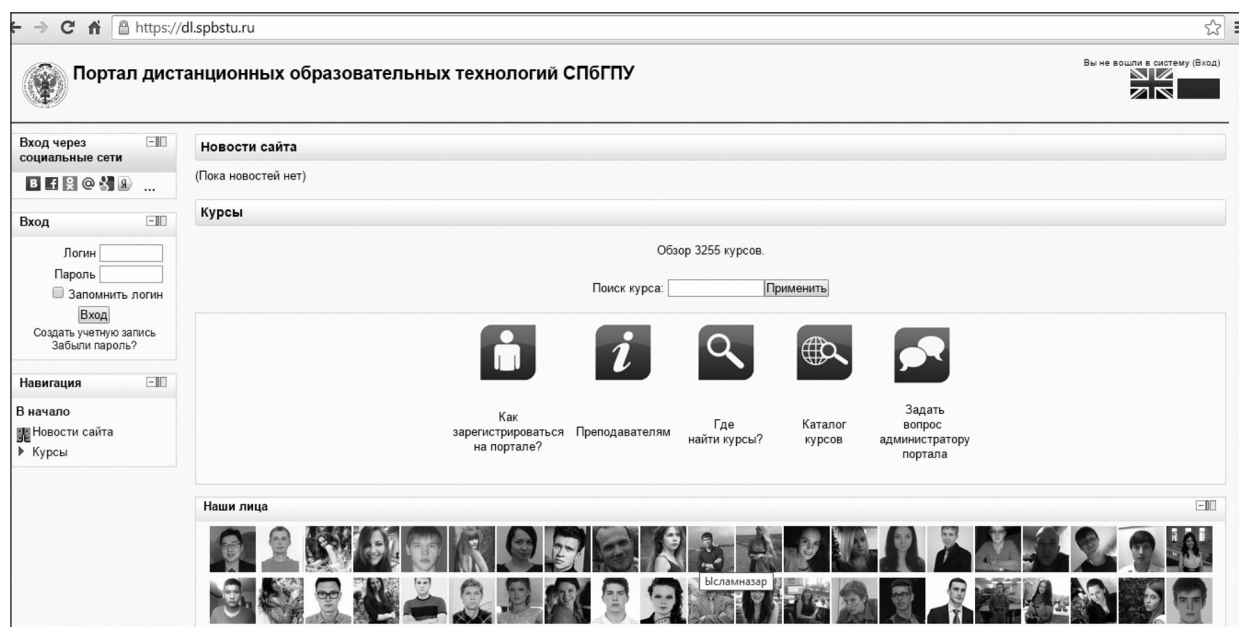 https://dl.spbstu.ru
Портал дистанционных образовательных технологий СПбГПУ
Вы не вошли в систему (Вход)
Вход через
социальные сети
...
Вход
Логин
Пароль
Запомнить логин
Вход
Создать учетную запись
Забыли пароль?
Навигация
В начало
Новости сайта
Курсы
Новости сайта
(Пока новостей нет)
Курсы
Обзор 3255 курсов.
Поиск курса:
Применить
Как
зарегистрироваться
на портале?
Преподавателям
Где
найти курсы?
Каталог
курсов
Задать
вопрос
администратору
портала
Наши лица
Ысламназар